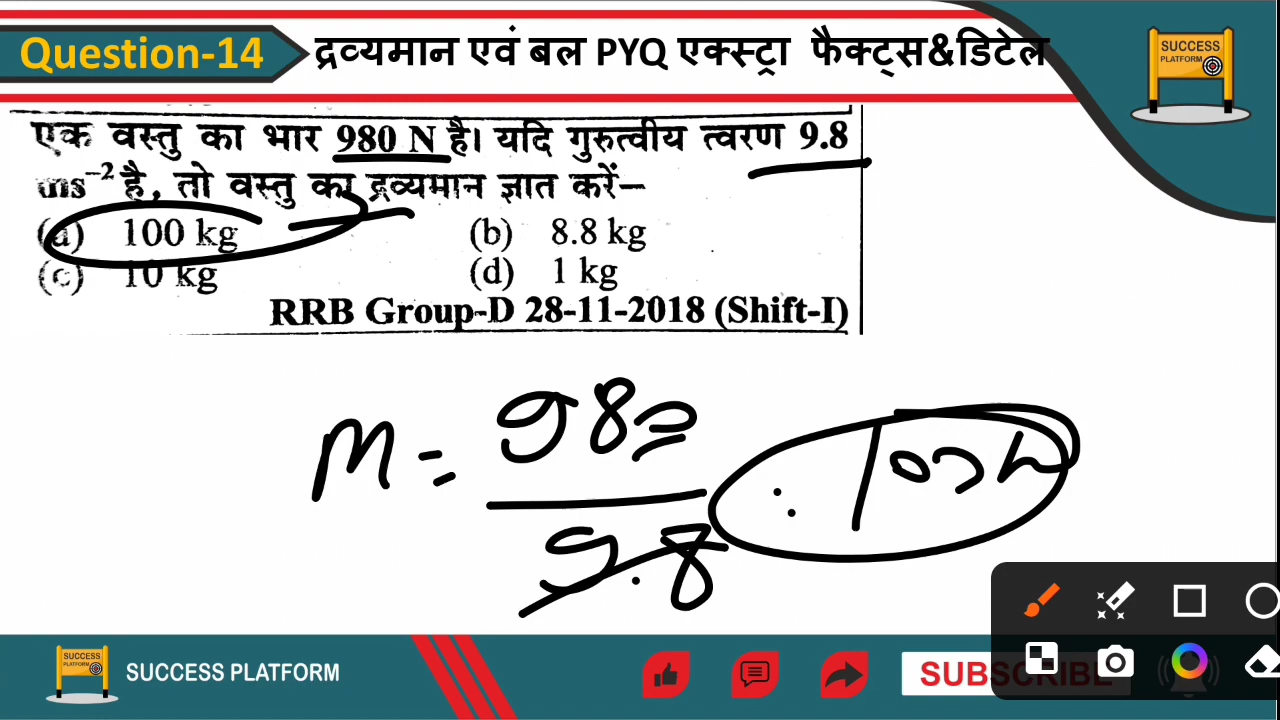 Question-14
द्रव्यमान एवं बल PYQ एक्स्ट्रा फैक्ट्स&डिटेल
SUCCESS
PLATFORM
एक वस्तु का भार 980 N है। यदि गुरुत्वीय त्वरण 9.8
ms⁻² है, तो वस्तु का द्रव्यमान ज्ञात करें–
(a) 100 kg (b) 8.8 kg
(c) 10 kg (d) 1 kg
RRB Group-D 28-11-2018 (Shift-I)
M = 980
9.8
SUCCESS
PLATFORM
SUCCESS PLATFORM
SUBSCRIBE